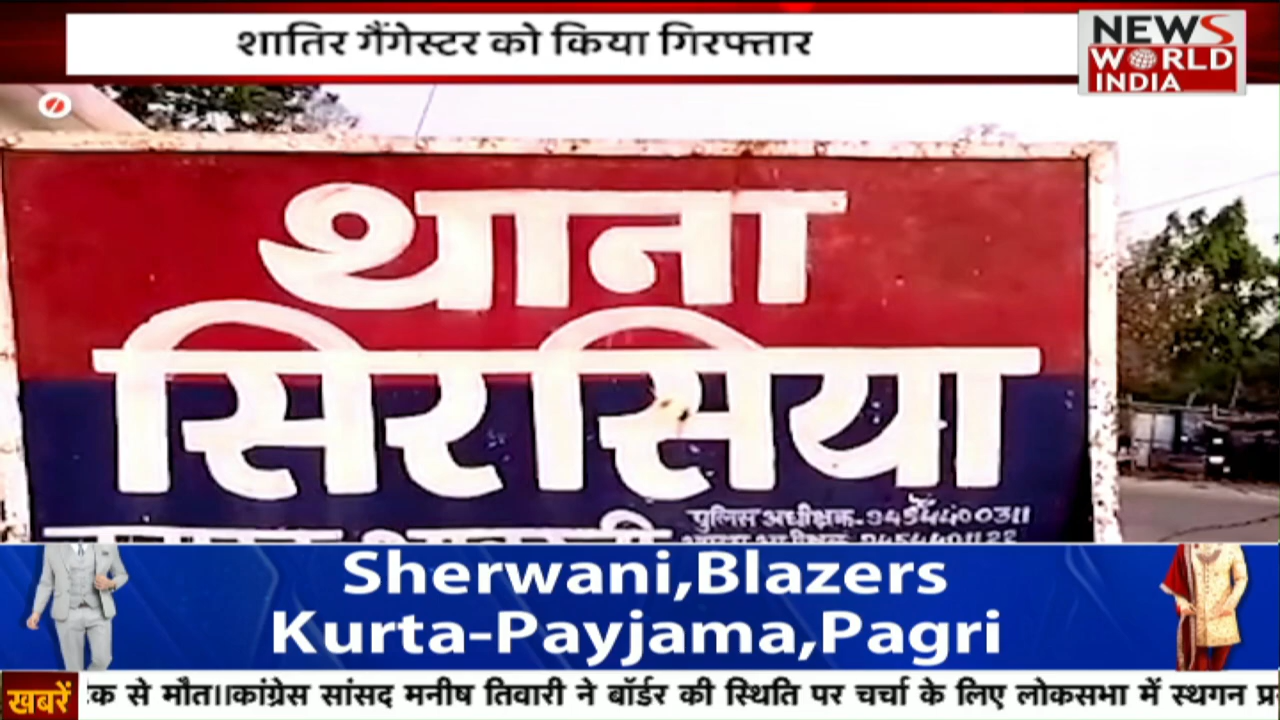 शातिर गैंगेस्टर को किया गिरफ्तार
NEWS
WORLD
INDIA
थाना
सिरसिया
पुलिस अधीक्षक-9454400311
Sherwani,Blazers
Kurta-Payjama,Pagri
खबरें
क से मौत॥कांग्रेस सांसद मनीष तिवारी ने बॉर्डर की स्थिति पर चर्चा के लिए लोकसभा में स्थगन